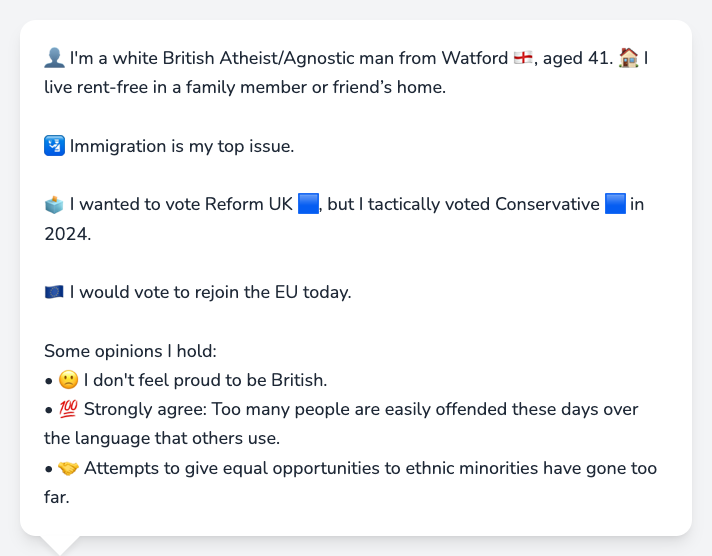 👤 I'm a white British Atheist/Agnostic man from Watford 🏴󠁧󠁢󠁥󠁮󠁧󠁿, aged 41. 🏠 I
live rent-free in a family member or friend’s home.
🛂 Immigration is my top issue.
🗳️ I wanted to vote Reform UK 🟦, but I tactically voted Conservative 🟦 in
2024.
🇪🇺 I would vote to rejoin the EU today.
Some opinions I hold:
• 🙁 I don't feel proud to be British.
• 💯 Strongly agree: Too many people are easily offended these days over
the language that others use.
• 🤝 Attempts to give equal opportunities to ethnic minorities have gone too
far.